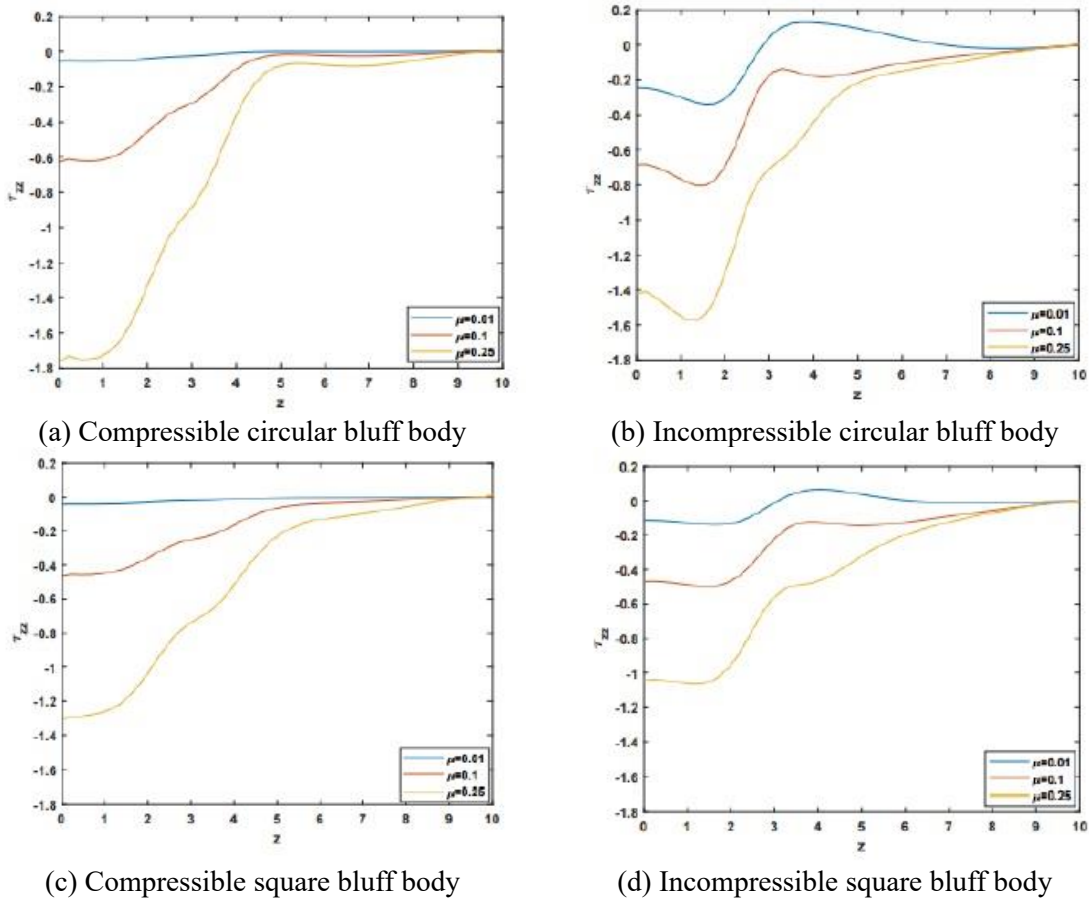 0.2
0
-0.2
-0.4
-0.6
-0.8
-1
-1.2
-1.4
-1.6
-1.8
τzz
0 1 2 3 4 5 6 7 8 9 10
z
μ=0.01
μ=0.1
μ=0.25
(a) Compressible circular bluff body
0.2
0
-0.2
-0.4
-0.6
-0.8
-1
-1.2
-1.4
-1.6
-1.8
τzz
0 1 2 3 4 5 6 7 8 9 10
z
μ=0.01
μ=0.1
μ=0.25
(b) Incompressible circular bluff body
0.2
0
-0.2
-0.4
-0.6
-0.8
-1
-1.2
-1.4
-1.6
-1.8
τzz
0 1 2 3 4 5 6 7 8 9 10
z
μ=0.01
μ=0.1
μ=0.25
(c) Compressible square bluff body
0.2
0
-0.2
-0.4
-0.6
-0.8
-1
-1.2
-1.4
-1.6
-1.8
τzz
0 1 2 3 4 5 6 7 8 9 10
z
μ=0.01
μ=0.1
μ=0.25
(d) Incompressible square bluff body